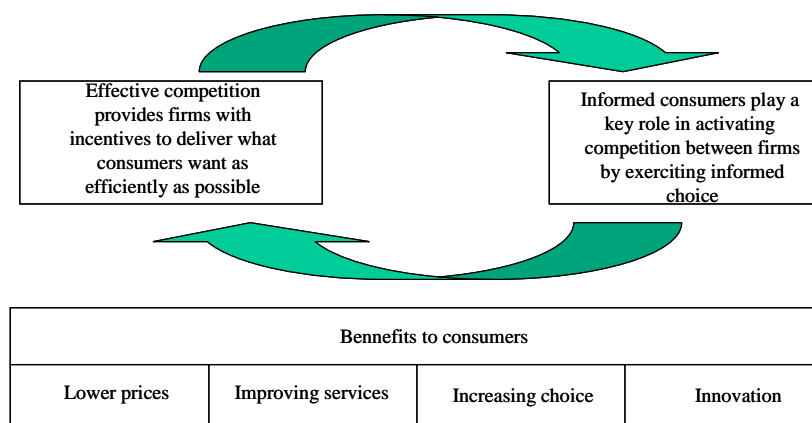 Effective competition
provides firms with
incentives to deliver what
consumers want as
efficiently as possible
Informed consumers play a
key role in activating
competition between firms
by exerciting informed
choice
Bennefits to consumers
Lower prices
Improving services
Increasing choice
Innovation